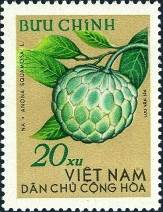 BƯU CHÍNH
NA • ANONA SQUAMOSA L.
20 xu
VIỆT NAM
DÂN CHỦ CỘNG HÒA